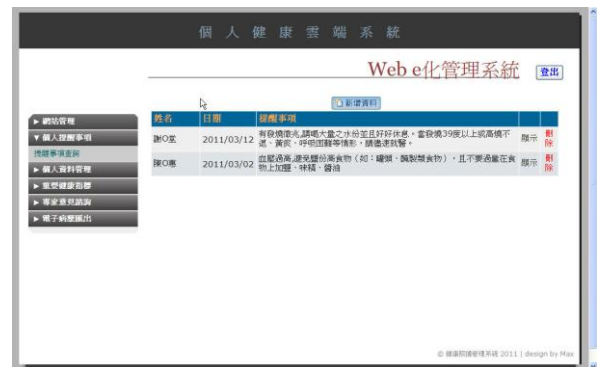 個人健康雲端系統
Web e化管理系統
登出
新增資料
姓名 日期 提醒事項
謝O堂 2011/03/12 有發燒徵兆,請喝大量之水份並且好好休息。當發燒39度以上或高燒不
退、黃痰、呼吸困難等情形,請盡速就醫。 顯示 刪除
陳O惠 2011/03/02 血壓過高,避免鹽份高食物(如:罐頭、醃製類食物),且不要過量在食
物上加鹽、味精、醬油 顯示 刪除
► 網站管理
▼ 個人提醒事項
提醒事項查詢
► 個人資料管理
► 重要健康指標
► 專家意見諮詢
► 電子病歷匯出
2011 | design by Max